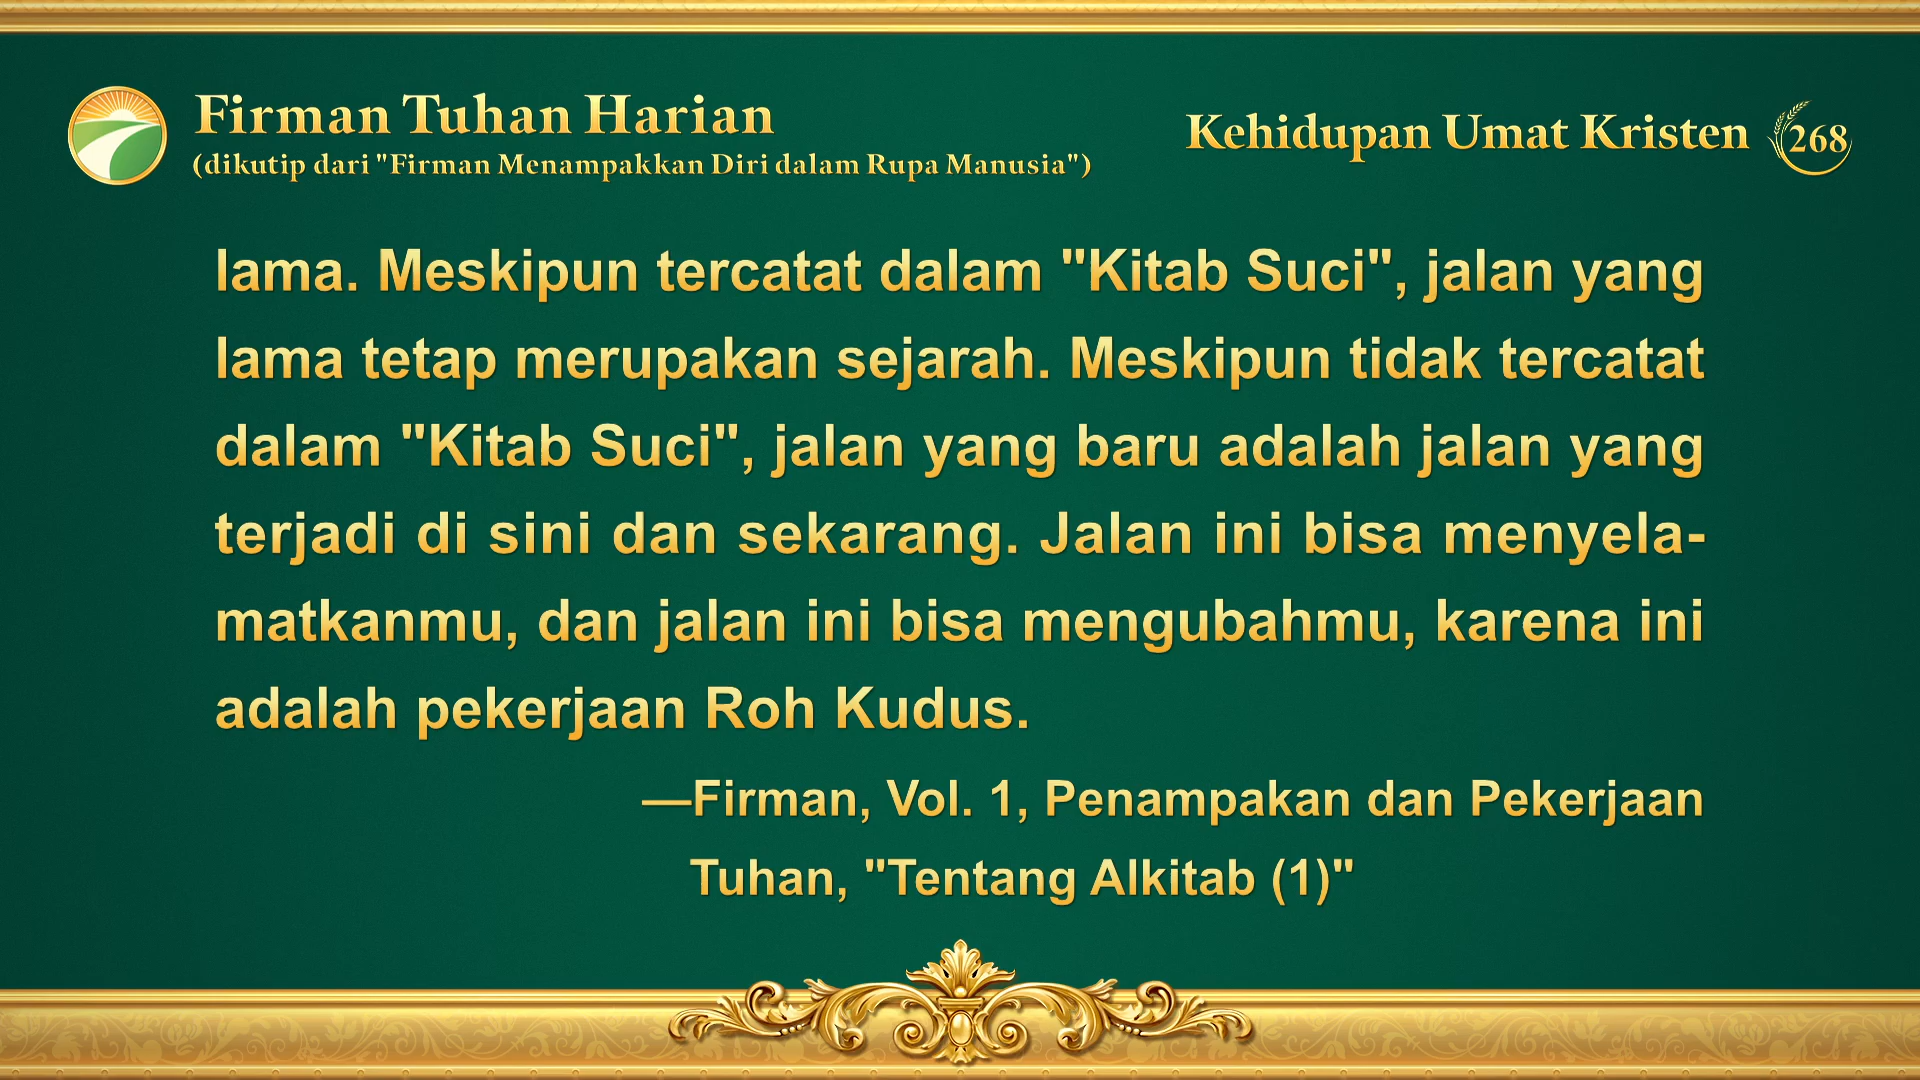 Firman Tuhan Harian
(dikutip dari "Firman Menampakkan Diri dalam Rupa Manusia")
Kehidupan Umat Kristen 268
lama. Meskipun tercatat dalam "Kitab Suci", jalan yang
lama tetap merupakan sejarah. Meskipun tidak tercatat
dalam "Kitab Suci", jalan yang baru adalah jalan yang
terjadi di sini dan sekarang. Jalan ini bisa menyela-
matkanmu, dan jalan ini bisa mengubahmu, karena ini
adalah pekerjaan Roh Kudus.
—Firman, Vol. 1, Penampakan dan Pekerjaan
Tuhan, "Tentang Alkitab (1)"